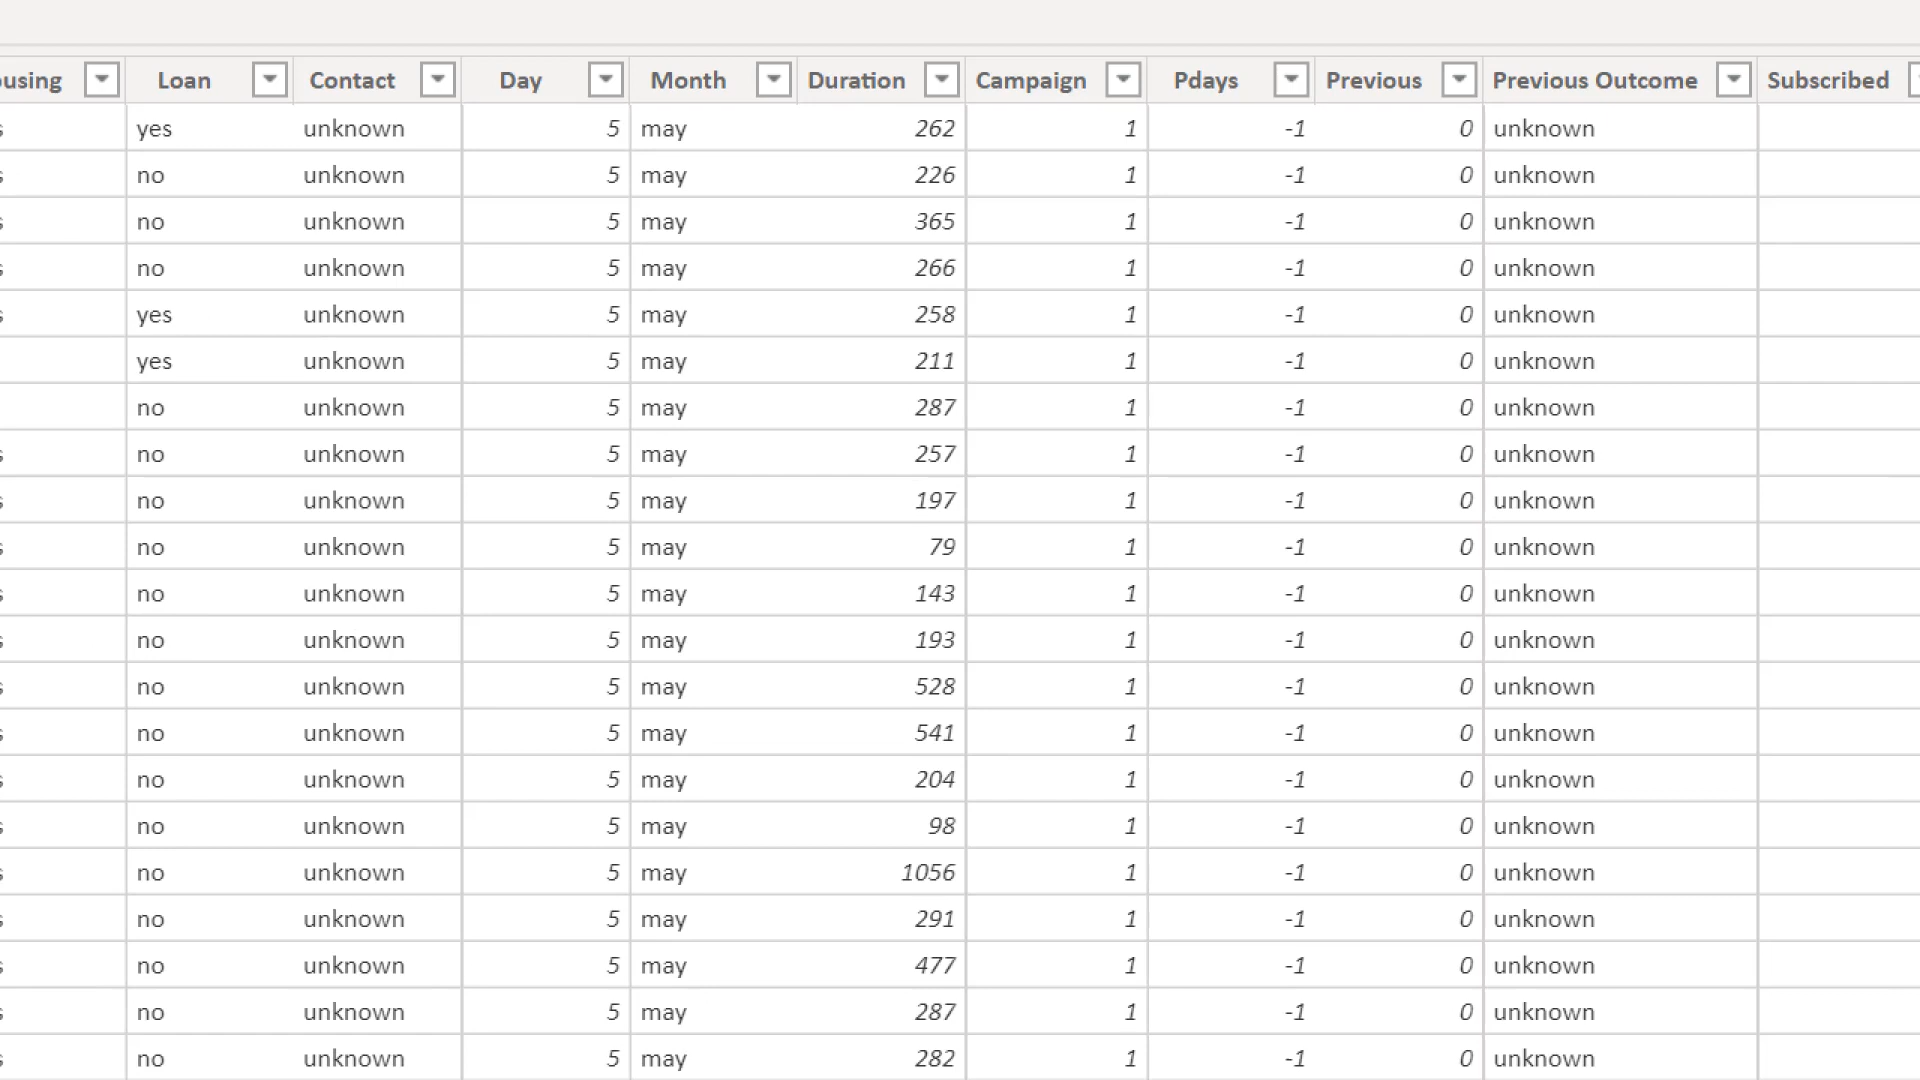 ousing Loan Contact Day Month Duration Campaign Pdays Previous Previous Outcome Subscribed
s yes unknown 5 may 262 1 -1 0 unknown
s no unknown 5 may 226 1 -1 0 unknown
s no unknown 5 may 365 1 -1 0 unknown
s no unknown 5 may 266 1 -1 0 unknown
s yes unknown 5 may 258 1 -1 0 unknown
yes unknown 5 may 211 1 -1 0 unknown
no unknown 5 may 287 1 -1 0 unknown
s no unknown 5 may 257 1 -1 0 unknown
s no unknown 5 may 197 1 -1 0 unknown
s no unknown 5 may 79 1 -1 0 unknown
s no unknown 5 may 143 1 -1 0 unknown
s no unknown 5 may 193 1 -1 0 unknown
s no unknown 5 may 528 1 -1 0 unknown
s no unknown 5 may 541 1 -1 0 unknown
s no unknown 5 may 204 1 -1 0 unknown
s no unknown 5 may 98 1 -1 0 unknown
s no unknown 5 may 1056 1 -1 0 unknown
s no unknown 5 may 291 1 -1 0 unknown
s no unknown 5 may 477 1 -1 0 unknown
s no unknown 5 may 287 1 -1 0 unknown
s no unknown 5 may 282 1 -1 0 unknown